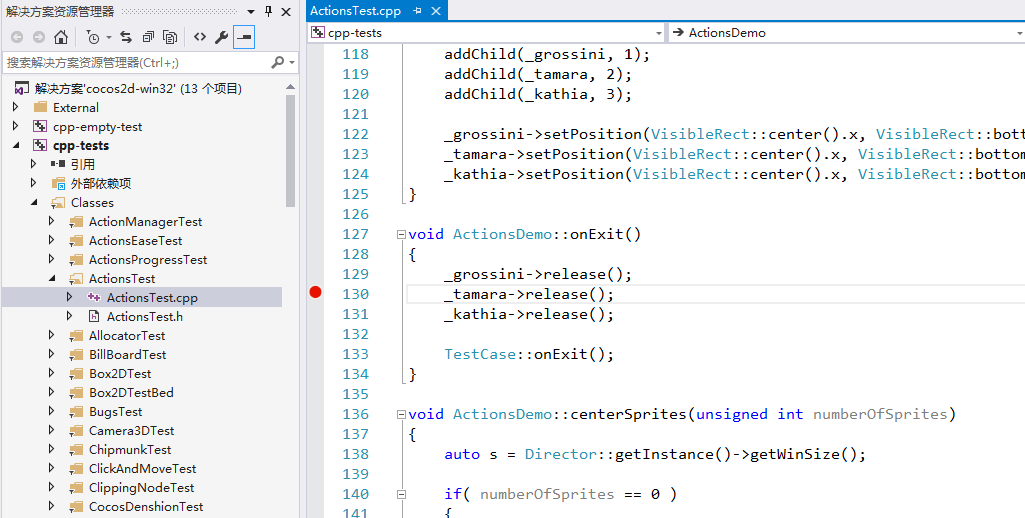 解决方案资源管理器
搜索解决方案资源管理器(Ctrl+;)
解决方案'cocos2d-win32' (13 个项目)
External
cpp-empty-test
cpp-tests
引用
外部依赖项
Classes
ActionManagerTest
ActionsEaseTest
ActionsProgressTest
ActionsTest
ActionsTest.cpp
ActionsTest.h
AllocatorTest
BillBoardTest
Box2DTest
Box2DTestBed
BugsTest
Camera3DTest
ChipmunkTest
ClickAndMoveTest
ClippingNodeTest
CocosDenshionTest
ActionsTest.cpp
cpp-tests
ActionsDemo
118 addChild(_grossini, 1);
119 addChild(_tamara, 2);
120 addChild(_kathia, 3);
121
122 _grossini->setPosition(VisibleRect::center().x, VisibleRect::bott
123 _tamara->setPosition(VisibleRect::center().x, VisibleRect::bottom
124 _kathia->setPosition(VisibleRect::center().x, VisibleRect::bottom
125 }
126
127 void ActionsDemo::onExit()
128 {
129 _grossini->release();
130 _tamara->release();
131 _kathia->release();
132
133 TestCase::onExit();
134 }
135
136 void ActionsDemo::centerSprites(unsigned int numberOfSprites)
137 {
138 auto s = Director::getInstance()->getWinSize();
139
140 if( numberOfSprites == 0 )
141 {